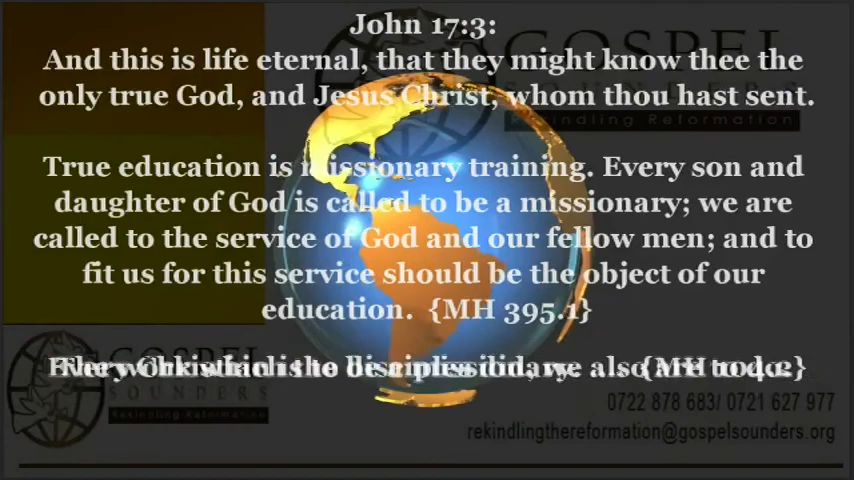 John 17:3:
And this is life eternal, that they might know thee the
only true God, and Jesus Christ, whom thou hast sent.
True education is missionary training. Every son and
daughter of God is called to be a missionary; we are
called to the service of God and our fellow men; and to
fit us for this service should be the object of our
education. {MH 395.1}
GOSPEL
SOUNDERS
Rekindling Reformation
GOSPEL
SOUNDERS
Rekindling Reformation
0722 878 683/ 0721 627 977
rekindlingthereformation@gospelsounders.org